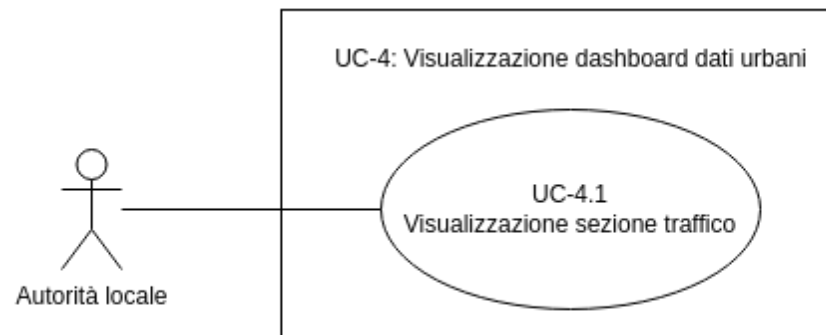 UC-4: Visualizzazione dashboard dati urbani
UC-4.1
Visualizzazione sezione traffico
Autorità locale